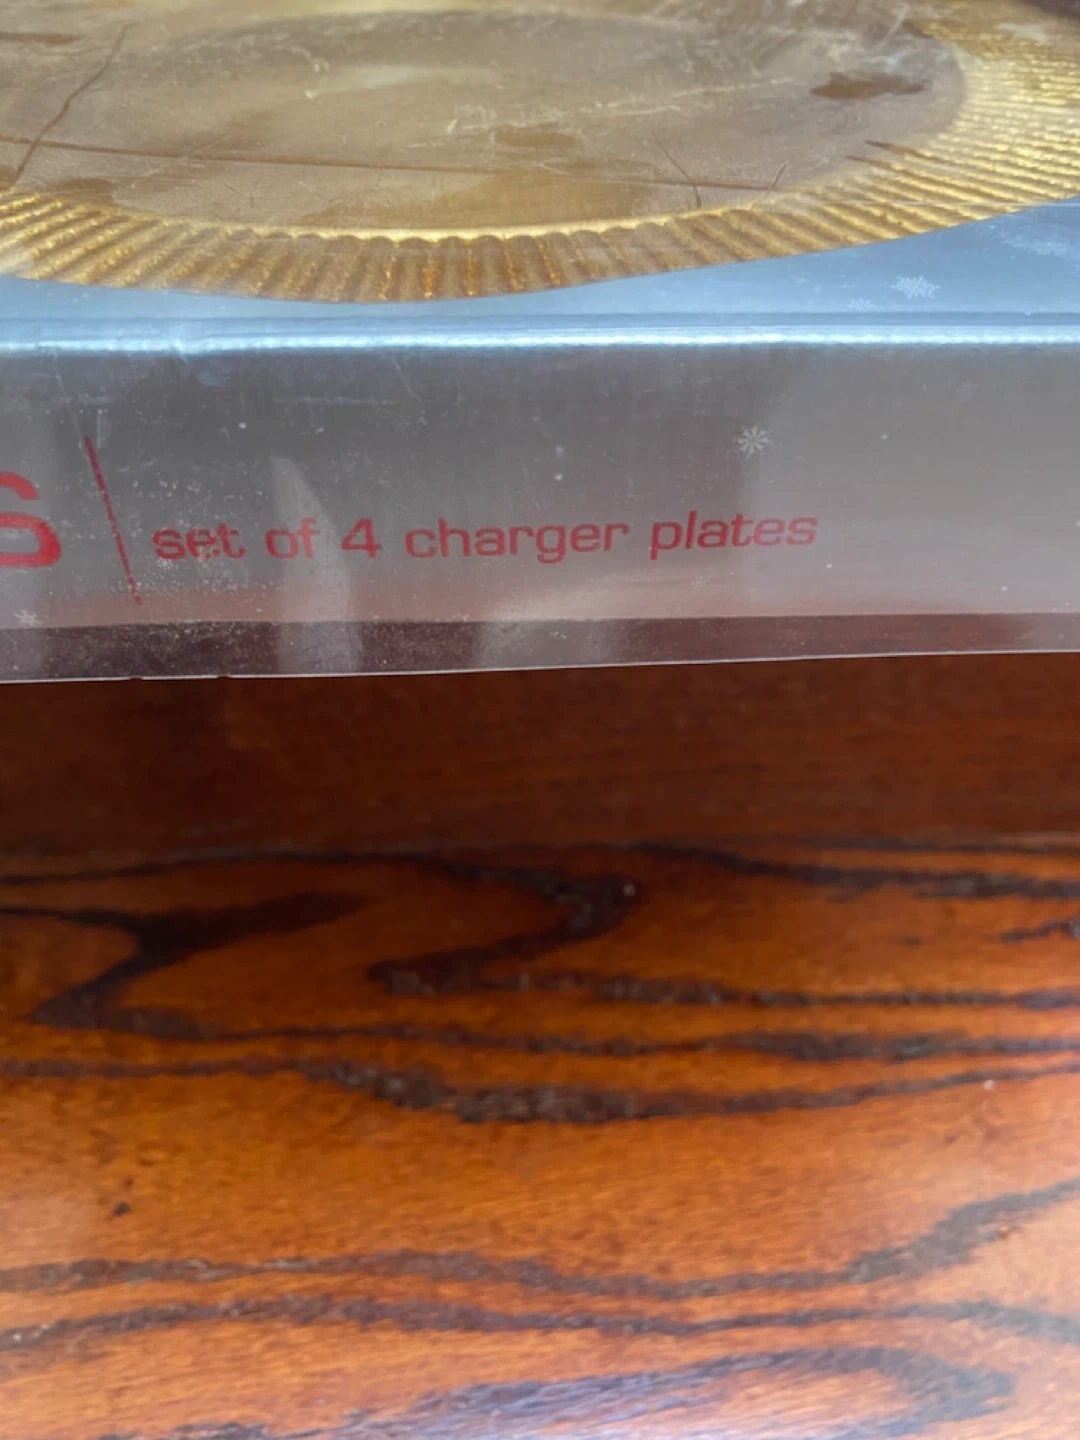 S | set of 4 charger plates